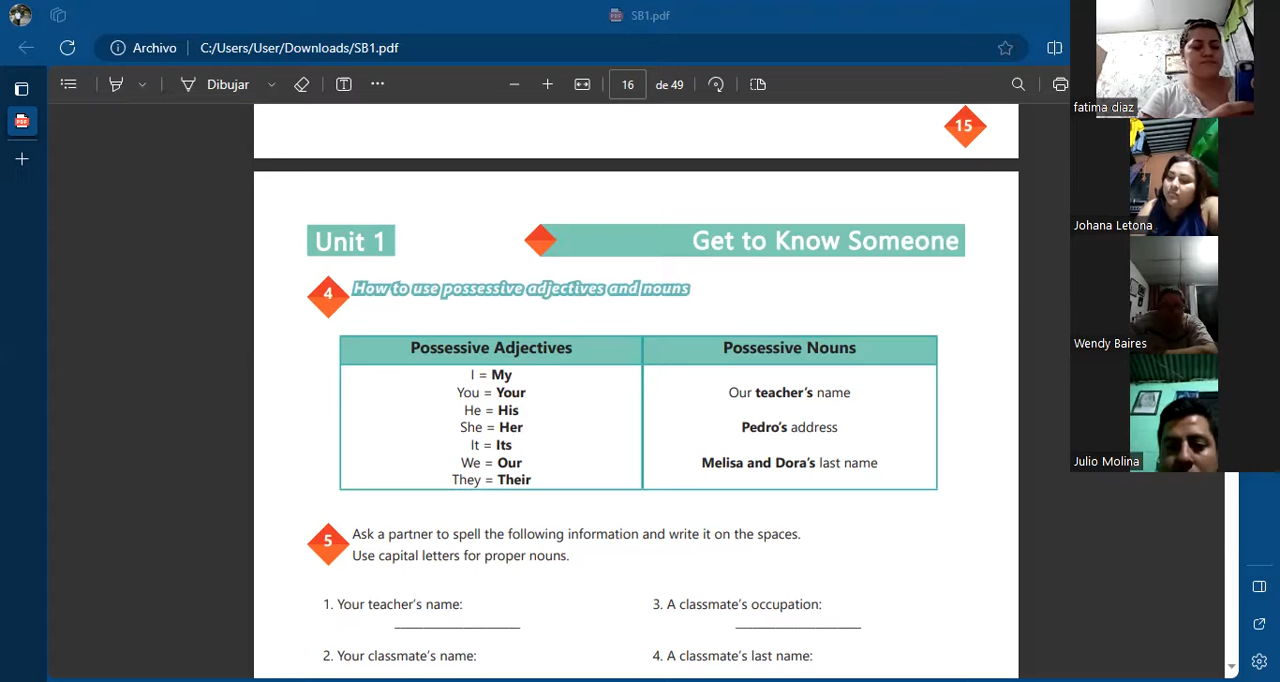 SB1.pdf
Archivo C:/Users/User/Downloads/SB1.pdf
Dibujar 16 de 49
15
Unit 1 Get to Know Someone
4 How to use possessive adjectives and nouns
Possessive Adjectives Possessive Nouns
I = My
You = Your Our teacher's name
He = His
She = Her Pedro's address
It = Its
We = Our Melisa and Dora's last name
They = Their
5 Ask a partner to spell the following information and write it on the spaces.
Use capital letters for proper nouns.
1. Your teacher's name: 3. A classmate's occupation:
2. Your classmate's name: 4. A classmate's last name:
fatima diaz
Johana Letona
Wendy Baires
Julio Molina